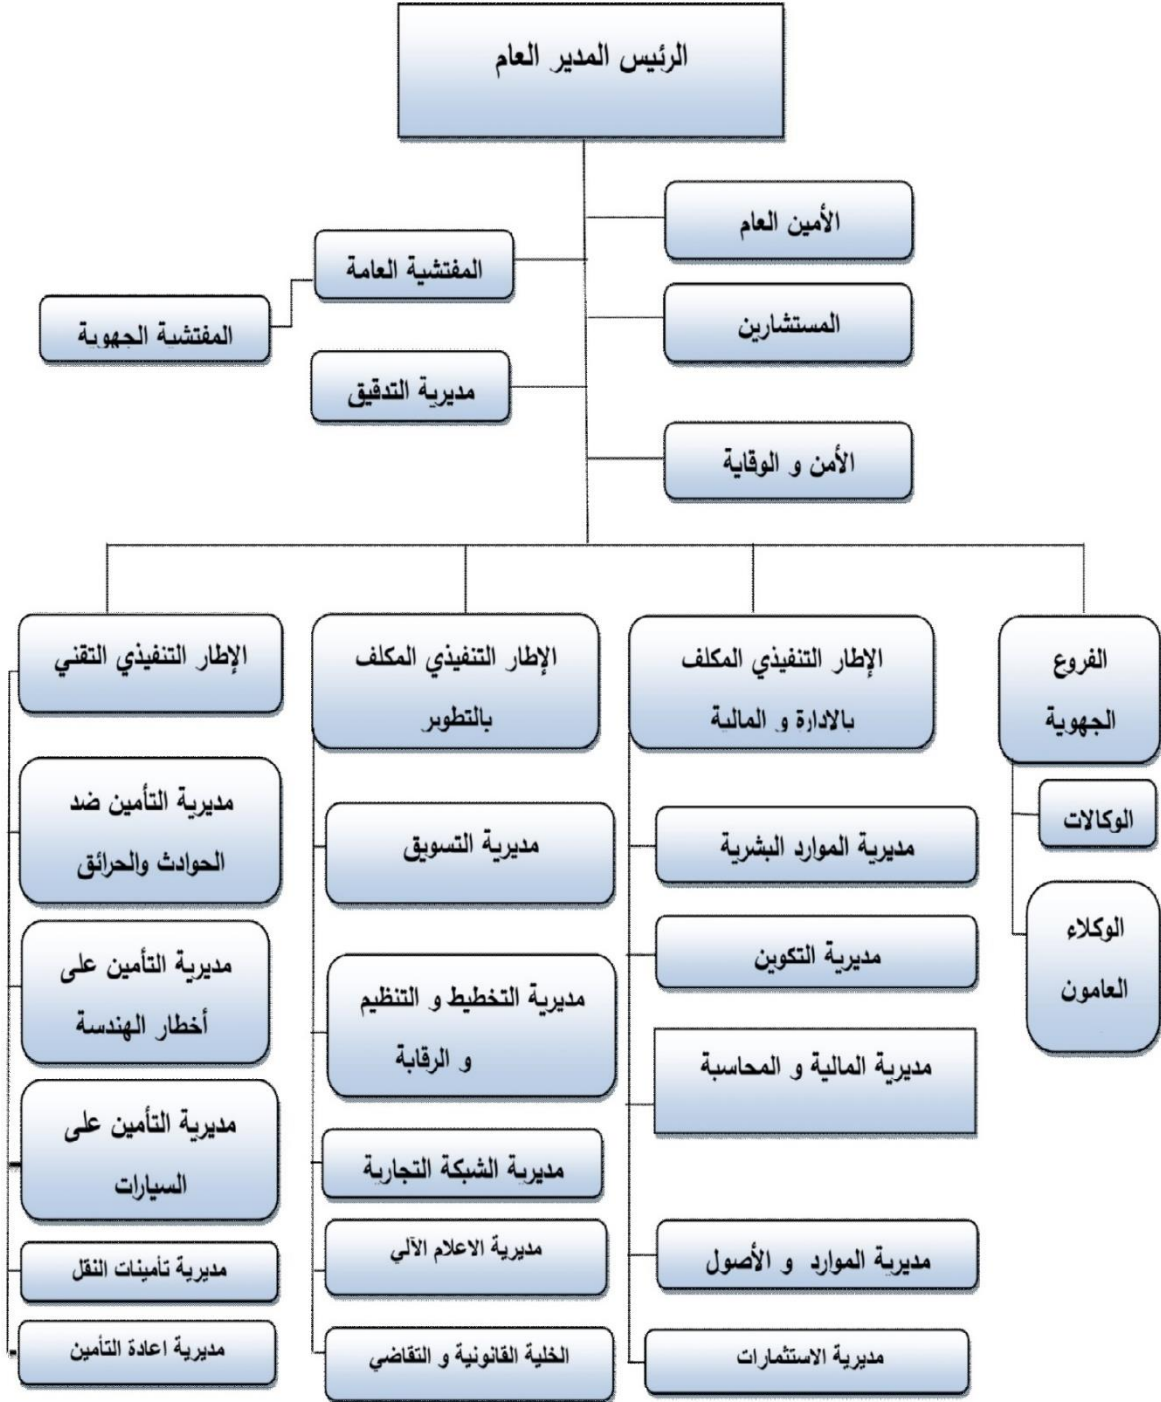 الرئيس المدير العام
الأمين العام
المفتشية العامة
المستشارين
المفتشية الجهوية
مديرية التدقيق
الأمن و الوقاية
الفروع
الجهوية
الوكالات
الوكلاء
العامون
الإطار التنفيذي المكلف
بالادارة و المالية
مديرية الموارد البشرية
مديرية التكوين
مديرية المالية و المحاسبة
مديرية الموارد و الأصول
مديرية الاستثمارات
الإطار التنفيذي المكلف
بالتطوير
مديرية التسويق
مديرية التخطيط و التنظيم
و الرقابة
مديرية الشبكة التجارية
مديرية الاعلام الآلي
الخلية القانونية و التقاضي
الإطار التنفيذي التقني
مديرية التأمين ضد
الحوادث والحرائق
مديرية التأمين على
أخطار الهندسة
مديرية التأمين على
السيارات
مديرية تأمينات النقل
مديرية اعادة التأمين